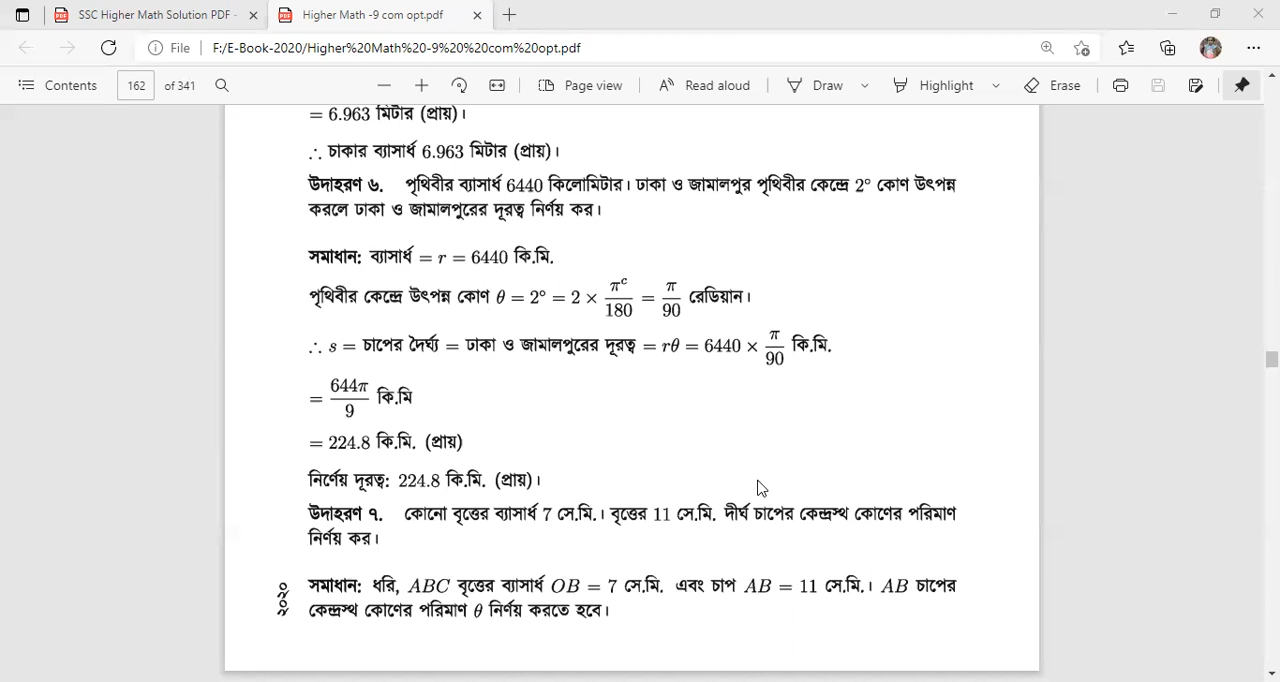 SSC Higher Math Solution PDF -
Higher Math -9 com opt.pdf
File F:/E-Book-2020/Higher%20Math%20-9%20%20com%20opt.pdf
Contents 162 of 341 Page view Read aloud Draw Highlight Erase
= 6.963 মিটার (প্রায়)।
∴ চাকার ব্যাসার্ধ 6.963 মিটার (প্রায়)।
উদাহরণ ৬. পৃথিবীর ব্যাসার্ধ 6440 কিলোমিটার। ঢাকা ও জামালপুর পৃথিবীর কেন্দ্রে 2° কোণ উৎপন্ন
করলে ঢাকা ও জামালপুরের দূরত্ব নির্ণয় কর।
সমাধান: ব্যাসার্ধ = r = 6440 কি.মি.
পৃথিবীর কেন্দ্রে উৎপন্ন কোণ θ = 2° = 2 × πᶜ/180 = π/90 রেডিয়ান।
∴ s = চাপের দৈর্ঘ্য = ঢাকা ও জামালপুরের দূরত্ব = rθ = 6440 × π/90 কি.মি.
= 644π/9 কি.মি
= 224.8 কি.মি. (প্রায়)
নির্ণেয় দূরত্ব: 224.8 কি.মি. (প্রায়)।
উদাহরণ ৭. কোনো বৃত্তের ব্যাসার্ধ 7 সে.মি.। বৃত্তের 11 সে.মি. দীর্ঘ চাপের কেন্দ্রস্থ কোণের পরিমাণ
নির্ণয় কর।
সমাধান: ধরি, ABC বৃত্তের ব্যাসার্ধ OB = 7 সে.মি. এবং চাপ AB = 11 সে.মি.। AB চাপের
কেন্দ্রস্থ কোণের পরিমাণ θ নির্ণয় করতে হবে।
২০২০